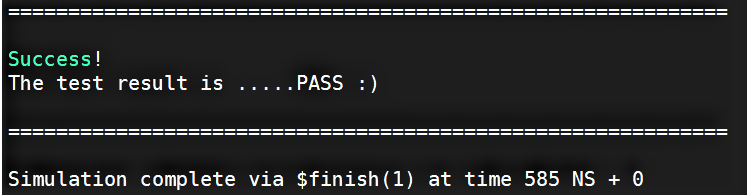 ============================================================
Success!
The test result is .....PASS :)
============================================================
Simulation complete via $finish(1) at time 585 NS + 0